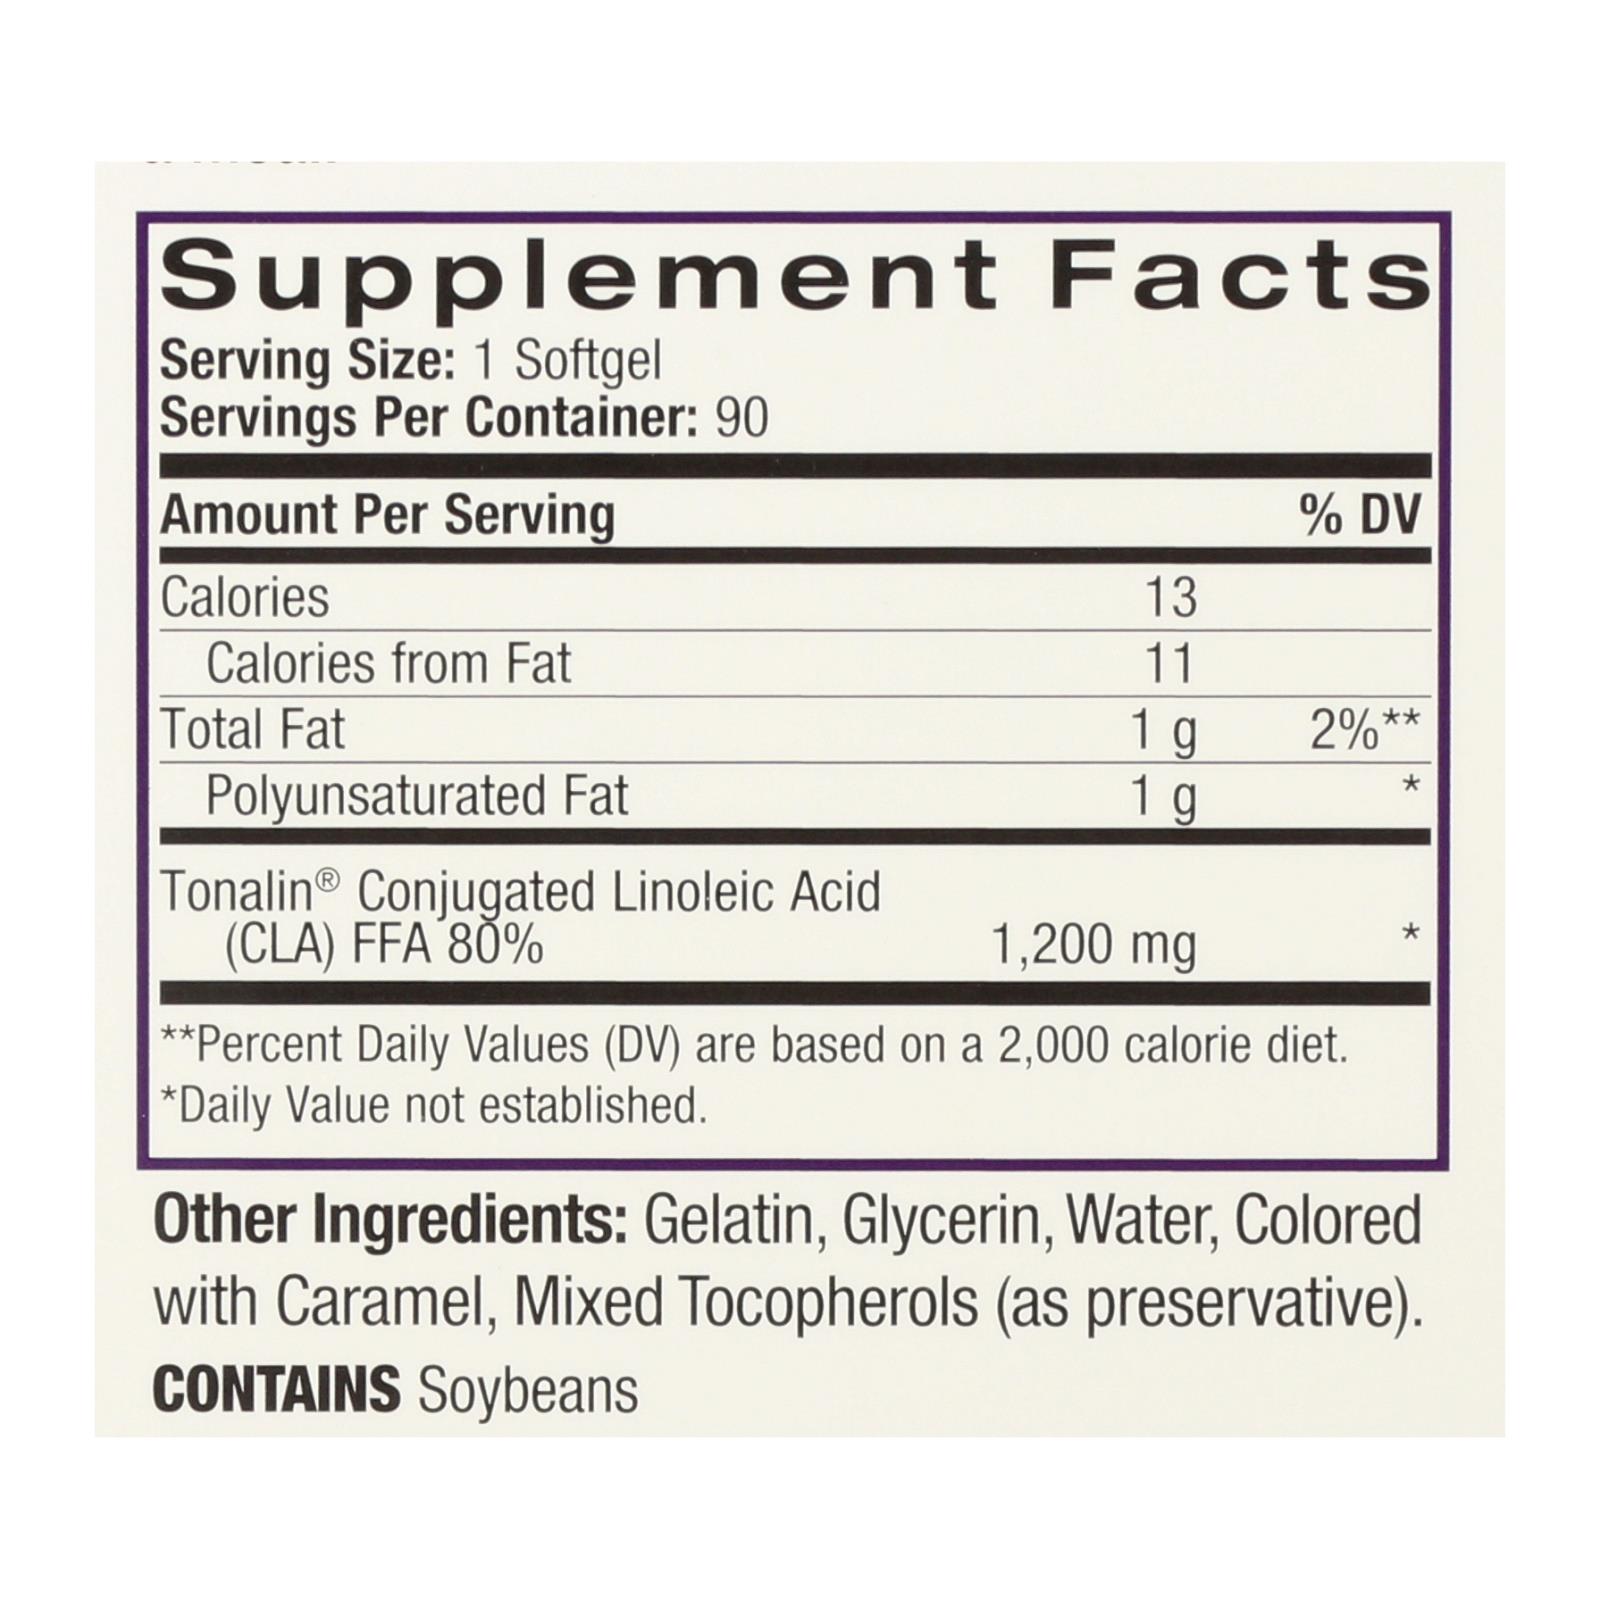 Supplement Facts
Serving Size: 1 Softgel
Servings Per Container: 90
Amount Per Serving % DV
Calories 13
Calories from Fat 11
Total Fat 1 g 2%**
Polyunsaturated Fat 1 g *
Tonalin® Conjugated Linoleic Acid
(CLA) FFA 80% 1,200 mg *
**Percent Daily Values (DV) are based on a 2,000 calorie diet.
*Daily Value not established.
Other Ingredients: Gelatin, Glycerin, Water, Colored
with Caramel, Mixed Tocopherols (as preservative).
CONTAINS Soybeans